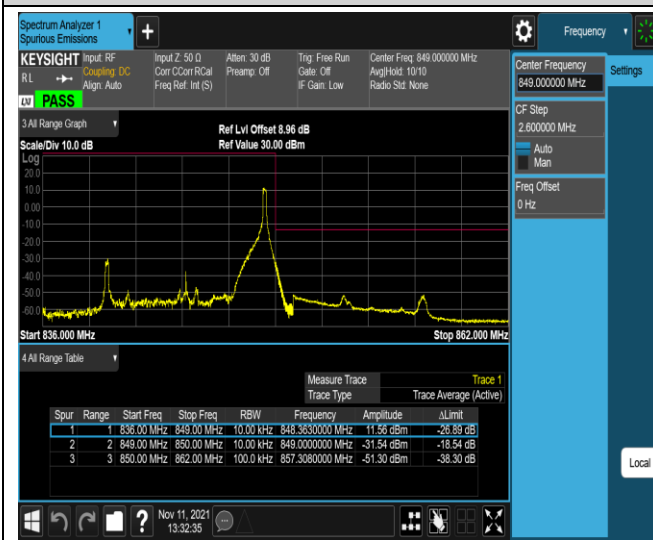 Spectrum Analyzer 1
Spurious Emissions
+
Frequency
KEYSIGHT
Input: RF
Input Z: 50 Ω
Atten: 30 dB
Trig: Free Run
Center Freq: 849.000000 MHz
RL
Coupling: DC
Corr CCorr RCal
Preamp: Off
Gate: Off
Avg|Hold: 10/10
Align: Auto
Freq Ref: Int (S)
IF Gain: Low
Radio Std: None
LXI
PASS
Center Frequency
849.000000 MHz
Settings
CF Step
2.600000 MHz
Auto
Man
Freq Offset
0 Hz
3 All Range Graph
Ref Lvl Offset 8.96 dB
Scale/Div 10.0 dB
Ref Value 30.00 dBm
Log
20.0
10.0
0.00
-10.0
-20.0
-30.0
-40.0
-50.0
-60.0
Start 836.000 MHz
Stop 862.000 MHz
4 All Range Table
Measure Trace Trace 1
Trace Type Trace Average (Active)
Spur Range Start Freq Stop Freq RBW Frequency Amplitude ΔLimit
1 1 836.00 MHz 849.00 MHz 10.00 kHz 848.3630000 MHz 11.56 dBm -26.89 dB
2 2 849.00 MHz 850.00 MHz 10.00 kHz 849.0000000 MHz -31.54 dBm -18.54 dB
3 3 850.00 MHz 862.00 MHz 100.0 kHz 857.3080000 MHz -51.30 dBm -38.30 dB
Local
?
Nov 11, 2021
13:32:35